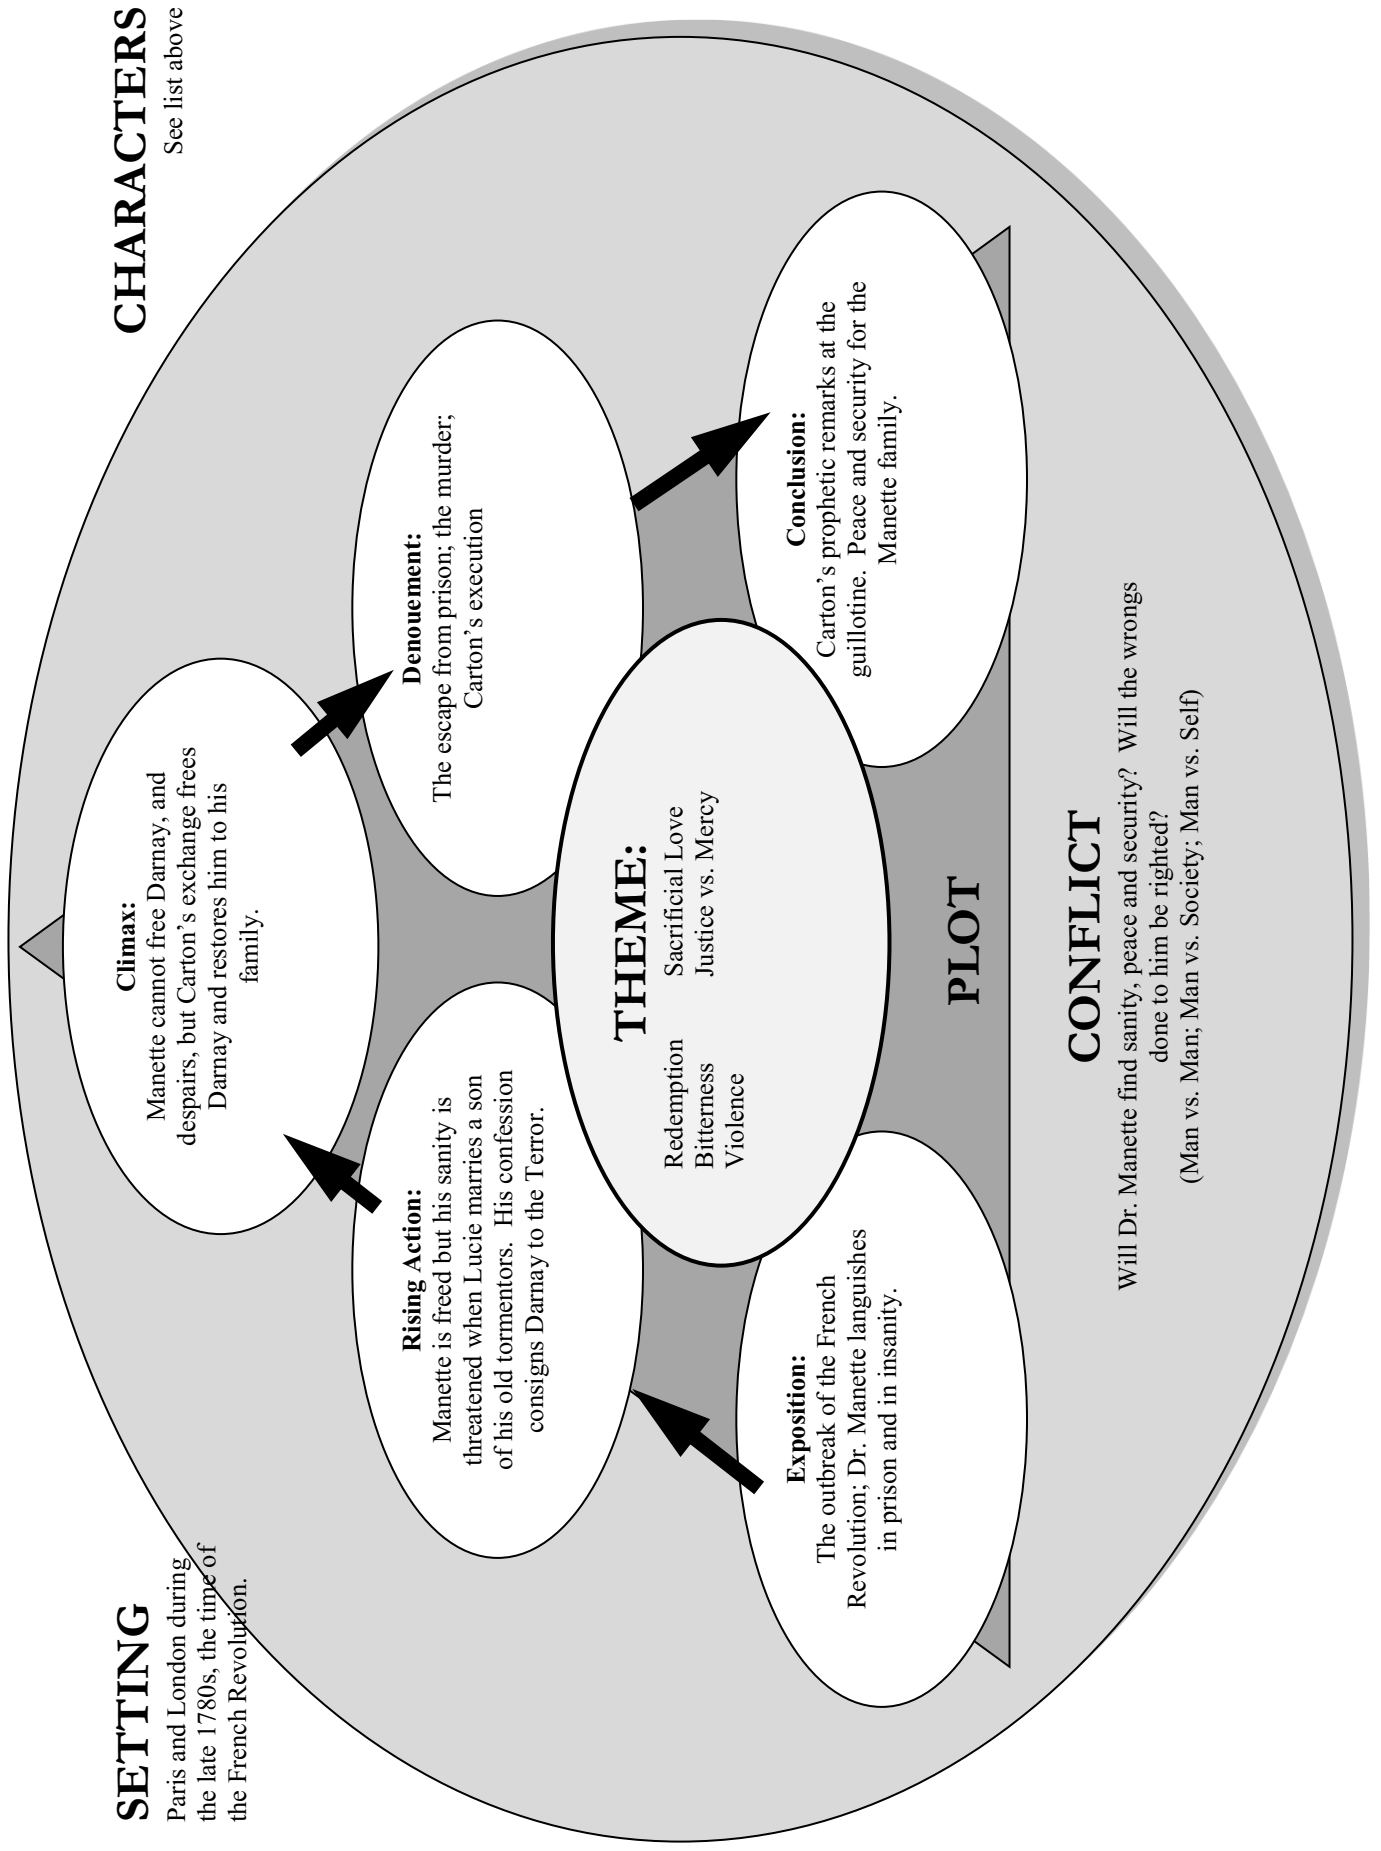 SETTING
Paris and London during
the late 1780s, the time of
the French Revolution.
CHARACTERS
See list above
Climax:
Manette cannot free Darnay, and
despairs, but Carton’s exchange frees
Darnay and restores him to his
family.
Rising Action:
Manette is freed but his sanity is
threatened when Lucie marries a son
of his old tormentors.  His confession
consigns Darnay to the Terror.
Denouement:
The escape from prison; the murder;
Carton’s execution
THEME:
Redemption
Bitterness
Violence
Sacrificial Love
Justice vs. Mercy
Exposition:
The outbreak of the French
Revolution; Dr. Manette languishes
in prison and in insanity.
Conclusion:
Carton’s prophetic remarks at the
guillotine.  Peace and security for the
Manette family.
PLOT
CONFLICT
Will Dr. Manette find sanity, peace and security?  Will the wrongs
done to him be righted?
(Man vs. Man; Man vs. Society; Man vs. Self)